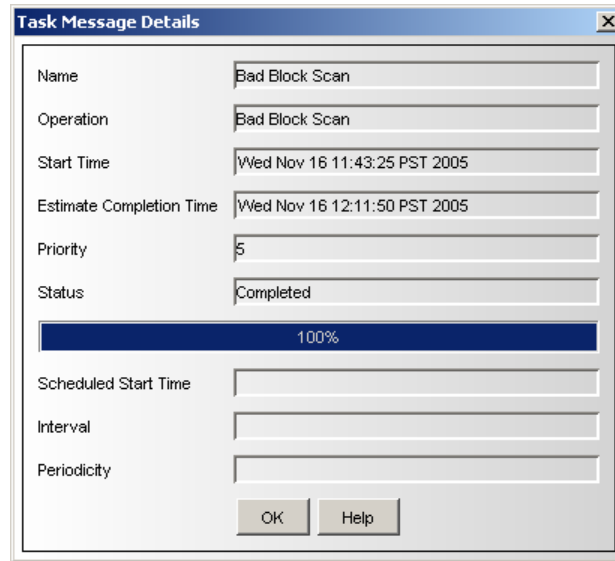 Task Message Details
Name Bad Block Scan
Operation Bad Block Scan
Start Time Wed Nov 16 11:43:25 PST 2005
Estimate Completion Time Wed Nov 16 12:11:50 PST 2005
Priority 5
Status Completed
100%
Scheduled Start Time
Interval
Periodicity
OK Help